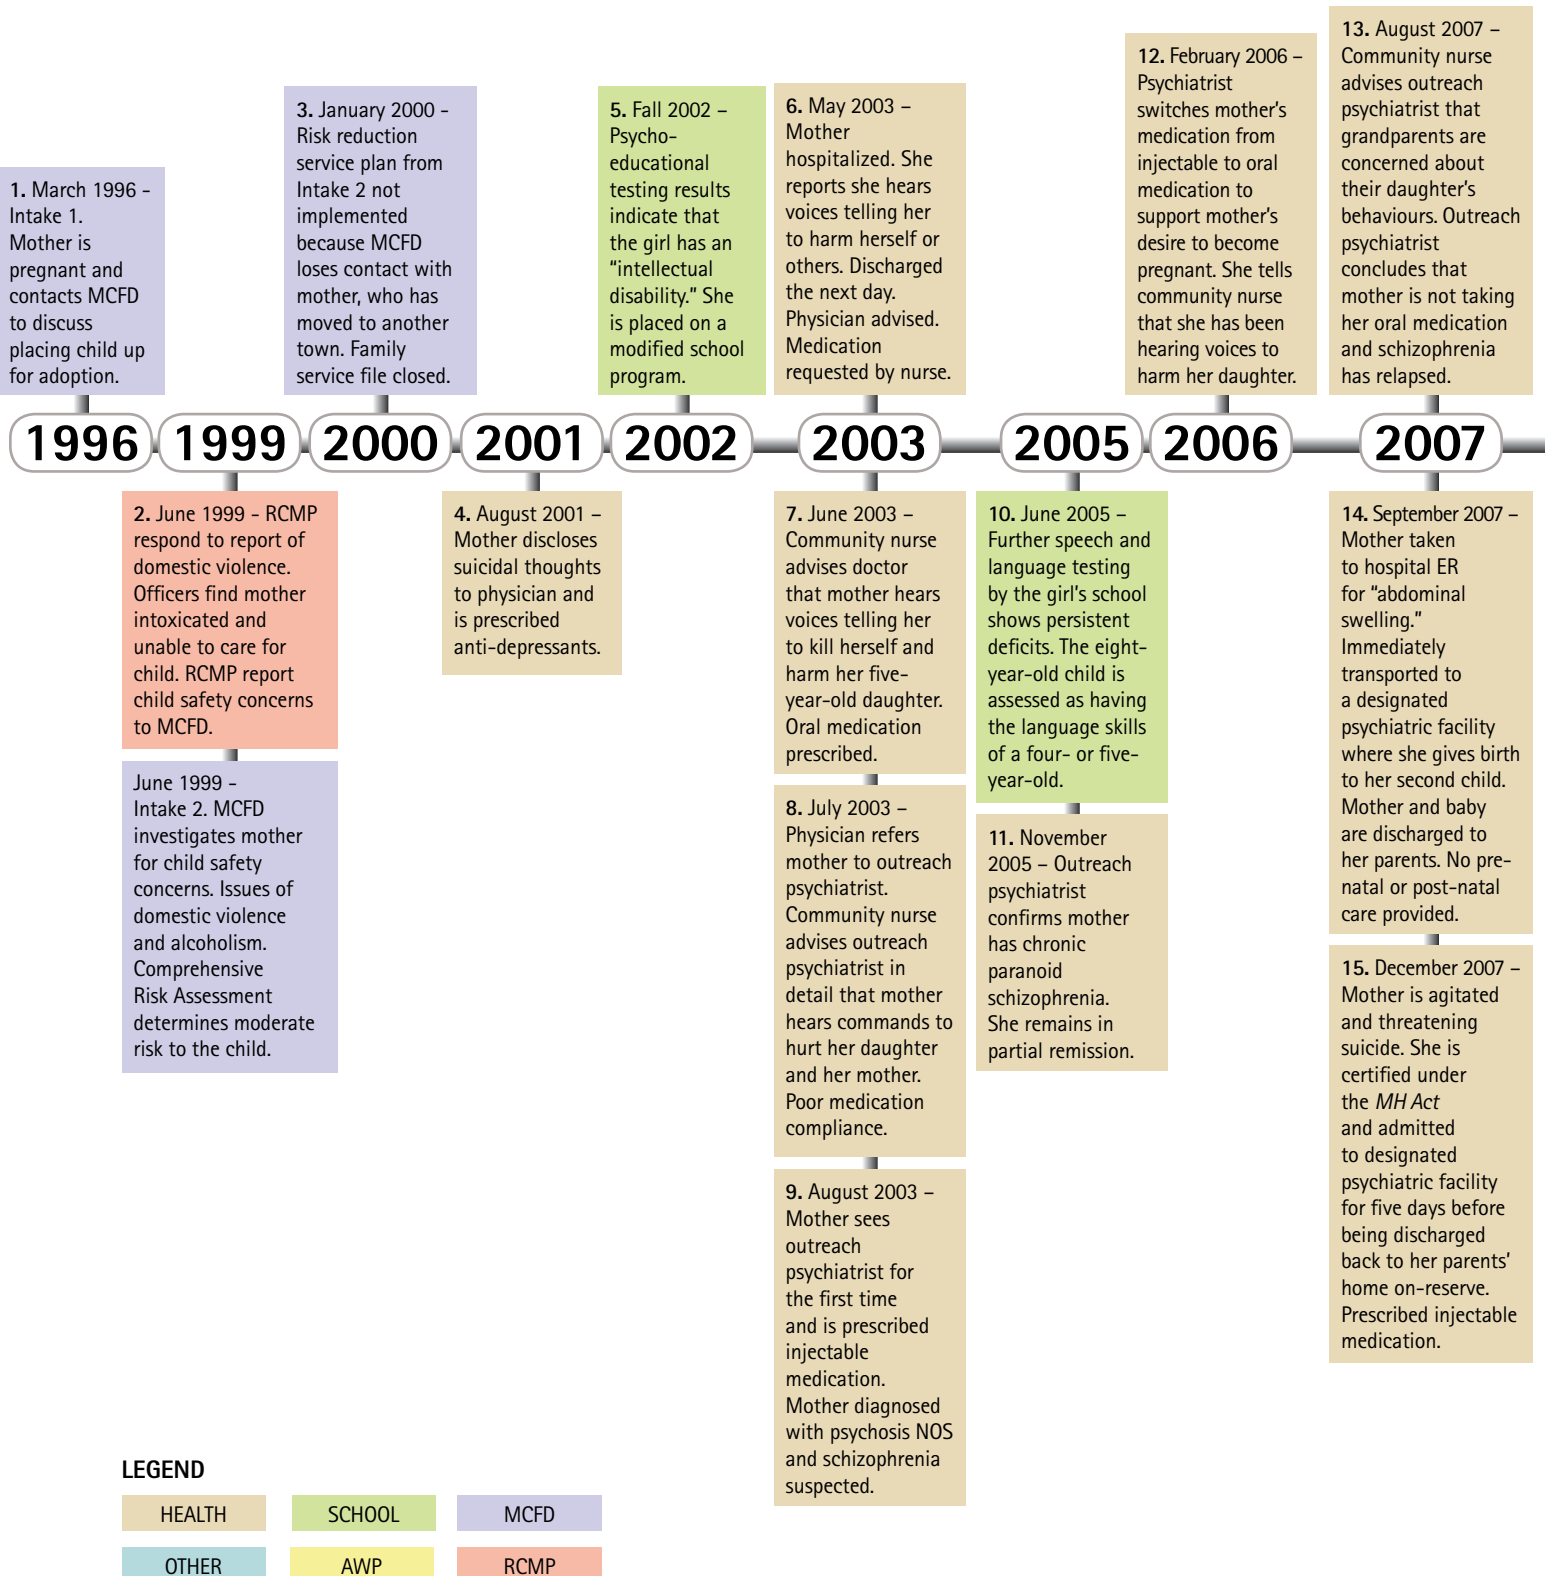 1. March 1996 -
Intake 1.
Mother is
pregnant and
contacts MCFD
to discuss
placing child up
for adoption.
3. January 2000 -
Risk reduction
service plan from
Intake 2 not
implemented
because MCFD
loses contact with
mother, who has
moved to another
town. Family
service file closed.
5. Fall 2002 –
Psycho-
educational
testing results
indicate that
the girl has an
"intellectual
disability." She
is placed on a
modified school
program.
6. May 2003 –
Mother
hospitalized. She
reports she hears
voices telling her
to harm herself or
others. Discharged
the next day.
Physician advised.
Medication
requested by nurse.
12. February 2006 –
Psychiatrist
switches mother's
medication from
injectable to oral
medication to
support mother's
desire to become
pregnant. She tells
community nurse
that she has been
hearing voices to
harm her daughter.
13. August 2007 –
Community nurse
advises outreach
psychiatrist that
grandparents are
concerned about
their daughter's
behaviours. Outreach
psychiatrist
concludes that
mother is not taking
her oral medication
and schizophrenia
has relapsed.
1996 1999 2000 2001 2002 2003 2005 2006 2007
2. June 1999 - RCMP
respond to report of
domestic violence.
Officers find mother
intoxicated and
unable to care for
child. RCMP report
child safety concerns
to MCFD.
June 1999 -
Intake 2. MCFD
investigates mother
for child safety
concerns. Issues of
domestic violence
and alcoholism.
Comprehensive
Risk Assessment
determines moderate
risk to the child.
4. August 2001 –
Mother discloses
suicidal thoughts
to physician and
is prescribed
anti-depressants.
7. June 2003 –
Community nurse
advises doctor
that mother hears
voices telling her
to kill herself and
harm her five-
year-old daughter.
Oral medication
prescribed.
8. July 2003 –
Physician refers
mother to outreach
psychiatrist.
Community nurse
advises outreach
psychiatrist in
detail that mother
hears commands to
hurt her daughter
and her mother.
Poor medication
compliance.
9. August 2003 –
Mother sees
outreach
psychiatrist for
the first time
and is prescribed
injectable
medication.
Mother diagnosed
with psychosis NOS
and schizophrenia
suspected.
10. June 2005 –
Further speech and
language testing
by the girl's school
shows persistent
deficits. The eight-
year-old child is
assessed as having
the language skills
of a four- or five-
year-old.
11. November
2005 – Outreach
psychiatrist
confirms mother
has chronic
paranoid
schizophrenia.
She remains in
partial remission.
14. September 2007 –
Mother taken
to hospital ER
for "abdominal
swelling."
Immediately
transported to
a designated
psychiatric facility
where she gives birth
to her second child.
Mother and baby
are discharged to
her parents. No pre-
natal or post-natal
care provided.
15. December 2007 –
Mother is agitated
and threatening
suicide. She is
certified under
the MH Act
and admitted
to designated
psychiatric facility
for five days before
being discharged
back to her parents'
home on-reserve.
Prescribed injectable
medication.
LEGEND
HEALTH SCHOOL MCFD
OTHER AWP RCMP